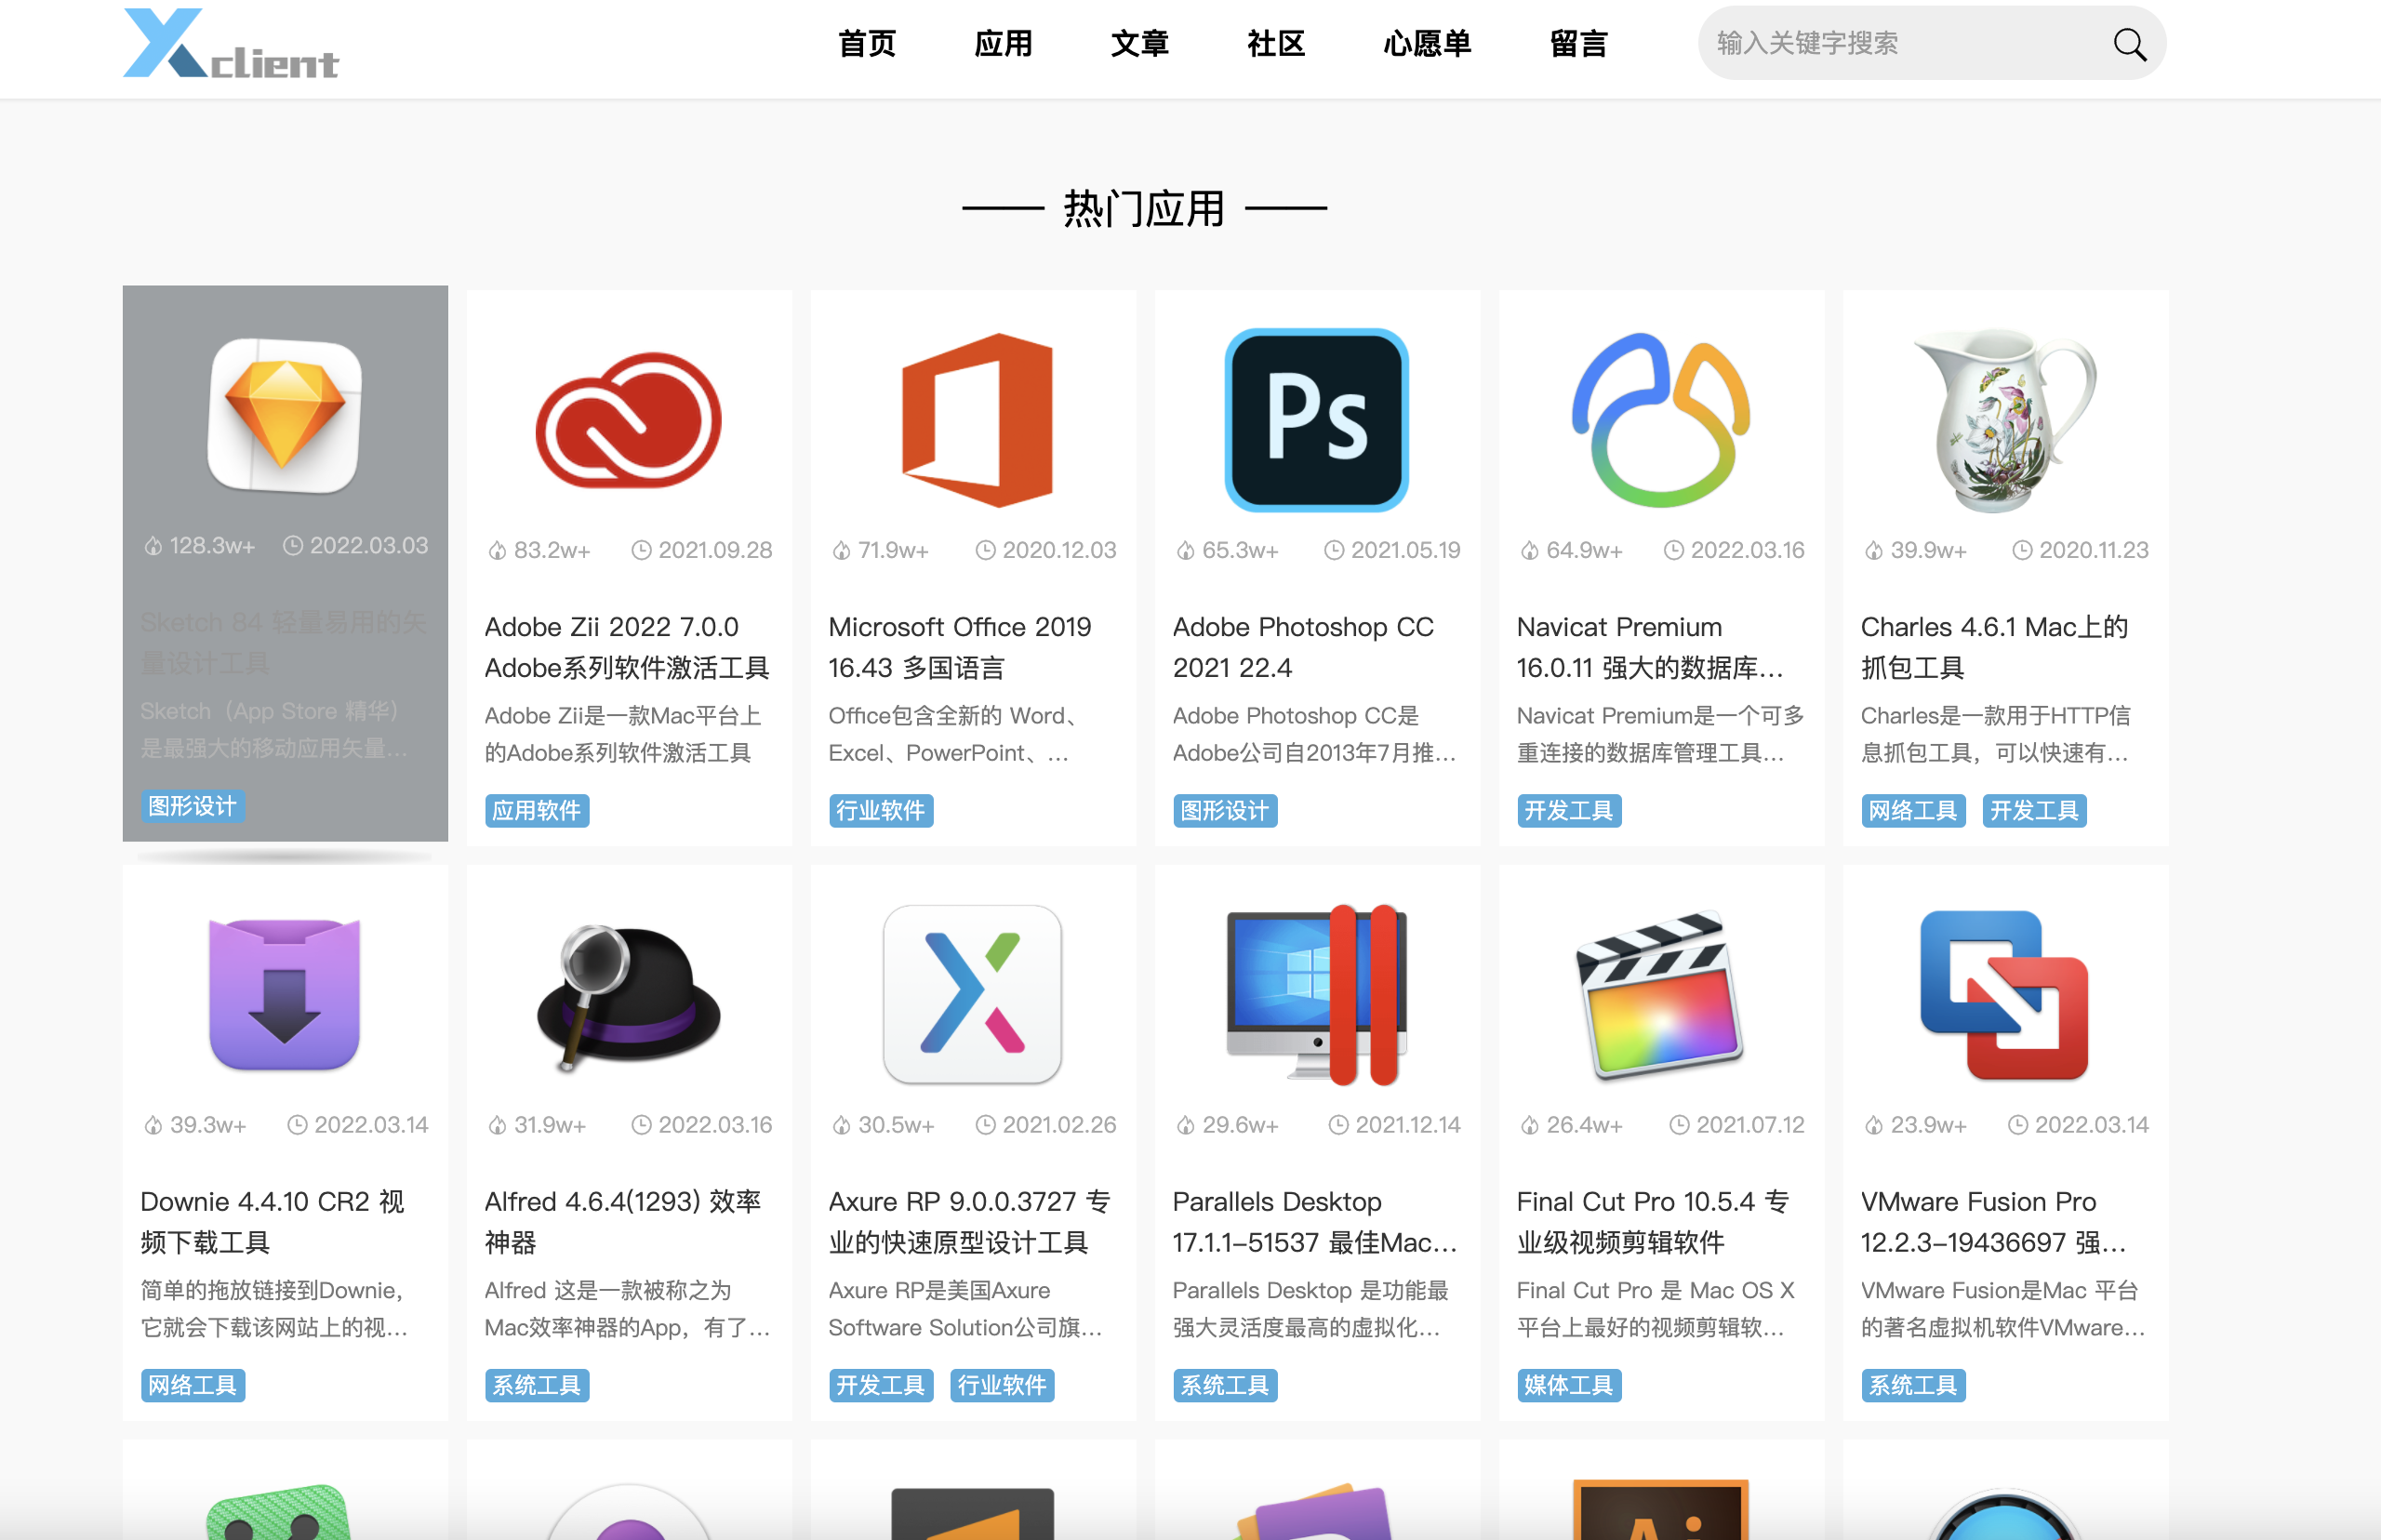 Xclient
首页 应用 文章 社区 心愿单 留言 输入关键字搜索
热门应用
128.3w+ 2022.03.03
Sketch 84 轻量易用的矢
量设计工具
Sketch（App Store 精华）
是最强大的移动应用矢量...
图形设计
83.2w+ 2021.09.28
Adobe Zii 2022 7.0.0
Adobe系列软件激活工具
Adobe Zii是一款Mac平台上
的Adobe系列软件激活工具
应用软件
71.9w+ 2020.12.03
Microsoft Office 2019
16.43 多国语言
Office包含全新的 Word、
Excel、PowerPoint、...
行业软件
Ps
65.3w+ 2021.05.19
Adobe Photoshop CC
2021 22.4
Adobe Photoshop CC是
Adobe公司自2013年7月推...
图形设计
64.9w+ 2022.03.16
Navicat Premium
16.0.11 强大的数据库...
Navicat Premium是一个可多
重连接的数据库管理工具...
开发工具
39.9w+ 2020.11.23
Charles 4.6.1 Mac上的
抓包工具
Charles是一款用于HTTP信
息抓包工具，可以快速有...
网络工具 开发工具
39.3w+ 2022.03.14
Downie 4.4.10 CR2 视
频下载工具
简单的拖放链接到Downie，
它就会下载该网站上的视...
网络工具
31.9w+ 2022.03.16
Alfred 4.6.4(1293) 效率
神器
Alfred 这是一款被称之为
Mac效率神器的App，有了...
系统工具
30.5w+ 2021.02.26
Axure RP 9.0.0.3727 专
业的快速原型设计工具
Axure RP是美国Axure
Software Solution公司旗...
开发工具 行业软件
29.6w+ 2021.12.14
Parallels Desktop
17.1.1-51537 最佳Mac...
Parallels Desktop 是功能最
强大灵活度最高的虚拟化...
系统工具
26.4w+ 2021.07.12
Final Cut Pro 10.5.4 专
业级视频剪辑软件
Final Cut Pro 是 Mac OS X
平台上最好的视频剪辑软...
媒体工具
23.9w+ 2022.03.14
VMware Fusion Pro
12.2.3-19436697 强...
VMware Fusion是Mac 平台
的著名虚拟机软件VMware...
系统工具
Ai